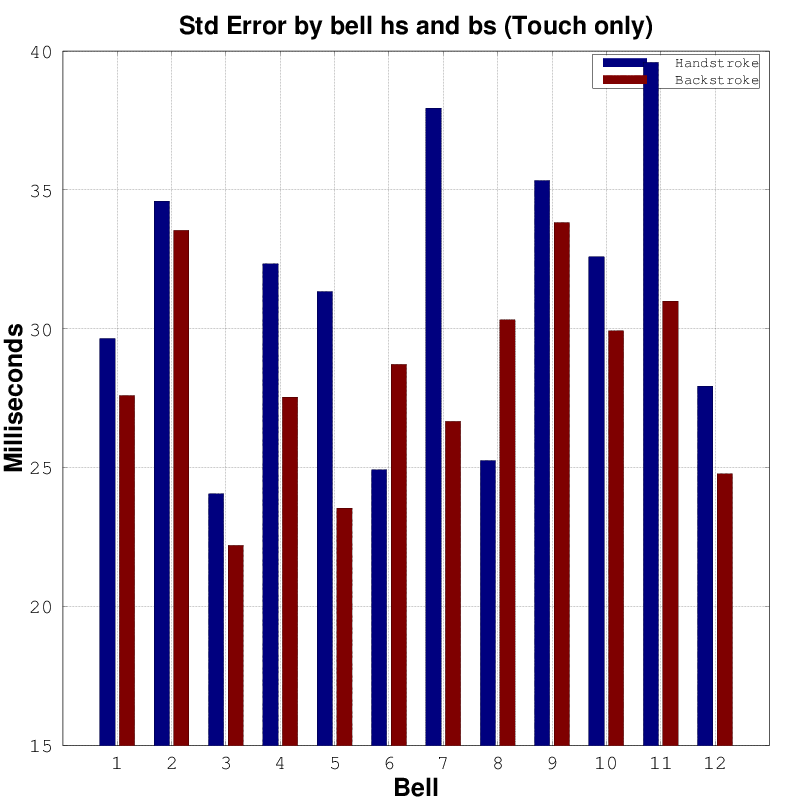 Std Error by bell hs and bs (Touch only)
Handstroke
Backstroke
40
35
30
25
20
15
Milliseconds
1 2 3 4 5 6 7 8 9 10 11 12
Bell